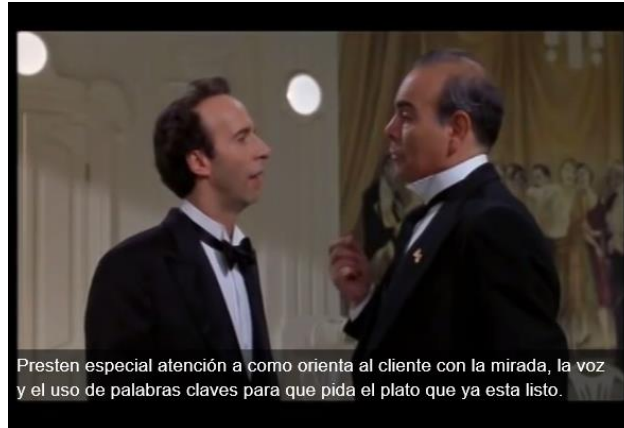 Presten especial atención a como orienta al cliente con la mirada, la voz
y el uso de palabras claves para que pida el plato que ya esta listo.